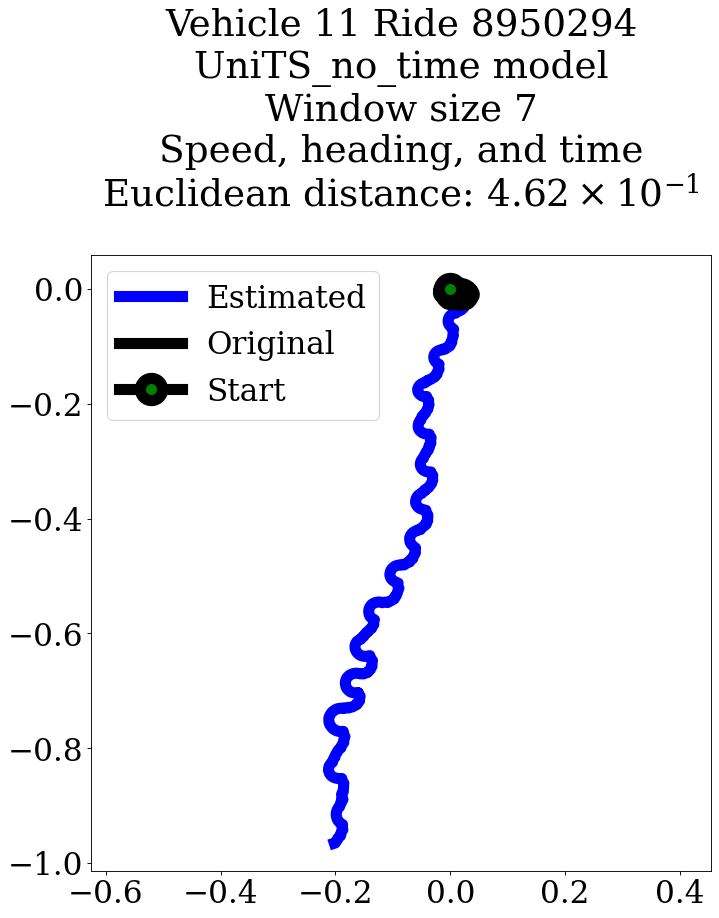 Vehicle 11 Ride 8950294
UniTS_no_time model
Window size 7
Speed, heading, and time
Euclidean distance: 4.62 × 10⁻¹
Estimated
Original
Start
0.0
−0.2
−0.4
−0.6
−0.8
−1.0
−0.6 −0.4 −0.2 0.0 0.2 0.4